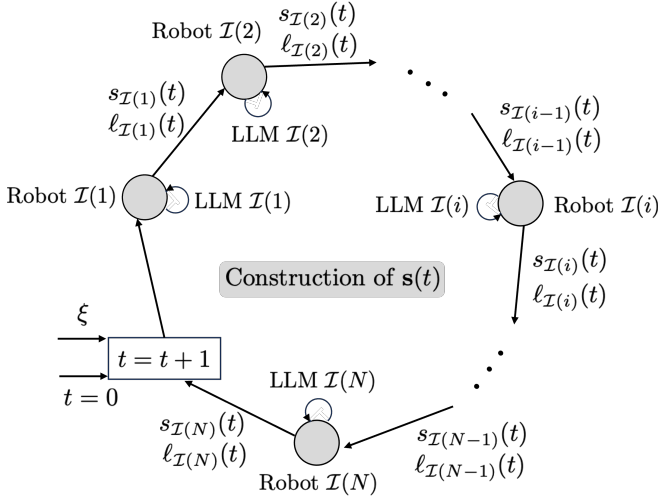 Robot 𝓘(2)
s_{𝓘(2)}(t)
ℓ_{𝓘(2)}(t)
s_{𝓘(1)}(t)
ℓ_{𝓘(1)}(t)
LLM 𝓘(2)
s_{𝓘(i−1)}(t)
ℓ_{𝓘(i−1)}(t)
Robot 𝓘(1)
LLM 𝓘(1)
LLM 𝓘(i)
Robot 𝓘(i)
Construction of s(t)
s_{𝓘(i)}(t)
ℓ_{𝓘(i)}(t)
ξ
t = t + 1
t = 0
LLM 𝓘(N)
s_{𝓘(N)}(t)
ℓ_{𝓘(N)}(t)
s_{𝓘(N−1)}(t)
ℓ_{𝓘(N−1)}(t)
Robot 𝓘(N)